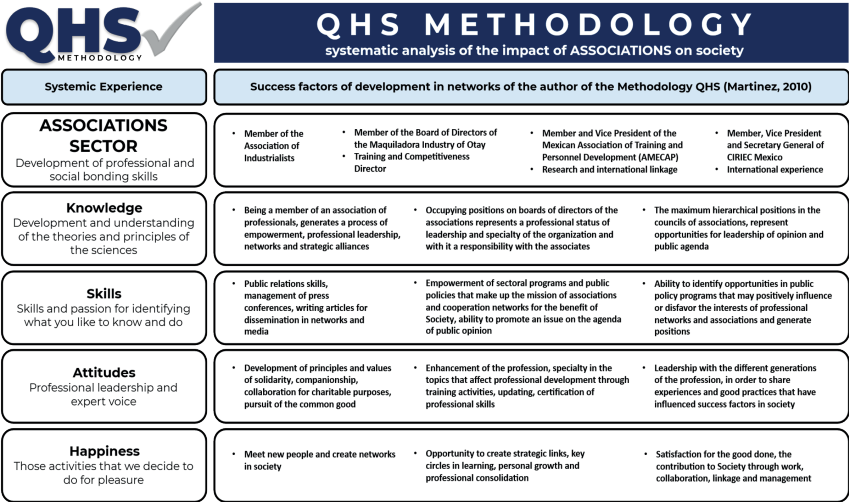 QHS
METHODOLOGY
QHS METHODOLOGY
systematic analysis of the impact of ASSOCIATIONS on society
Systemic Experience
Success factors of development in networks of the author of the Methodology QHS (Martinez, 2010)
ASSOCIATIONS
SECTOR
Development of professional and
social bonding skills
• Member of the
Association of
Industrialists
• Member of the Board of Directors of
the Maquiladora Industry of Otay
• Training and Competitiveness
Director
• Member and Vice President of the
Mexican Association of Training and
Personnel Development (AMECAP)
• Research and international linkage
• Member, Vice President
and Secretary General of
CIRIEC Mexico
• International experience
Knowledge
Development and understanding
of the theories and principles of
the sciences
• Being a member of an association of
professionals, generates a process of
empowerment, professional leadership,
networks and strategic alliances
• Occupying positions on boards of directors of the
associations represents a professional status of
leadership and specialty of the organization and
with it a responsibility with the associates
• The maximum hierarchical positions in the
councils of associations, represent
opportunities for leadership of opinion and
public agenda
Skills
Skills and passion for identifying
what you like to know and do
• Public relations skills,
management of press
conferences, writing articles for
dissemination in networks and
media
• Empowerment of sectoral programs and public
policies that make up the mission of associations
and cooperation networks for the benefit of
Society, ability to promote an issue on the agenda
of public opinion
• Ability to identify opportunities in public
policy programs that may positively influence
or disfavor the interests of professional
networks and associations and generate
positions
Attitudes
Professional leadership and
expert voice
• Development of principles and values
of solidarity, companionship,
collaboration for charitable purposes,
pursuit of the common good
• Enhancement of the profession, specialty in the
topics that affect professional development through
training activities, updating, certification of
professional skills
• Leadership with the different generations
of the profession, in order to share
experiences and good practices that have
influenced success factors in society
Happiness
Those activities that we decide to
do for pleasure
• Meet new people and create networks
in society
• Opportunity to create strategic links, key
circles in learning, personal growth and
professional consolidation
• Satisfaction for the good done, the
contribution to Society through work,
collaboration, linkage and management